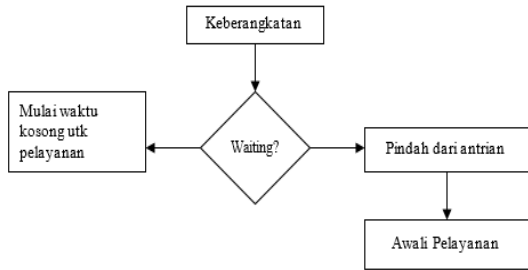 Keberangkatan
Mulai waktu
kosong utk
pelayanan
Waiting?
Pindah dari antrian
Awali Pelayanan